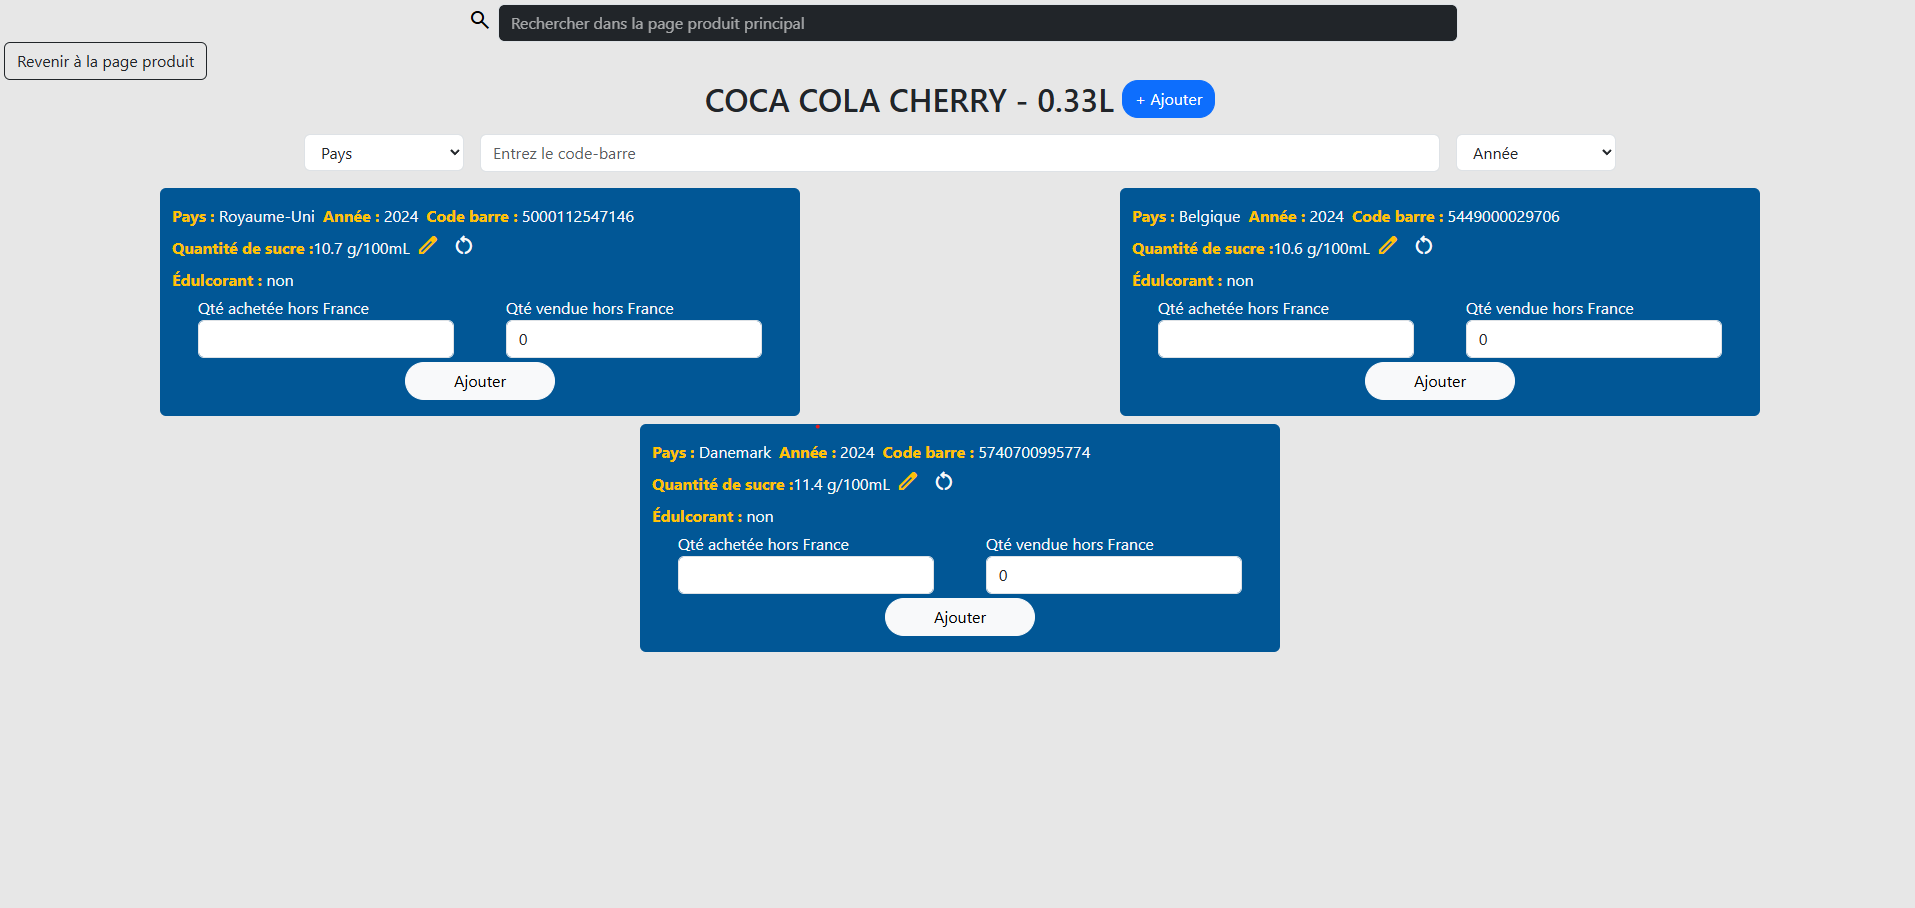 Rechercher dans la page produit principal
Revenir à la page produit
COCA COLA CHERRY - 0.33L + Ajouter
Pays Entrez le code-barre Année
Pays : Royaume-Uni Année : 2024 Code barre : 5000112547146
Quantité de sucre :10.7 g/100mL
Édulcorant : non
Qté achetée hors France Qté vendue hors France
0
Ajouter
Pays : Belgique Année : 2024 Code barre : 5449000029706
Quantité de sucre :10.6 g/100mL
Édulcorant : non
Qté achetée hors France Qté vendue hors France
0
Ajouter
Pays : Danemark Année : 2024 Code barre : 5740700995774
Quantité de sucre :11.4 g/100mL
Édulcorant : non
Qté achetée hors France Qté vendue hors France
0
Ajouter